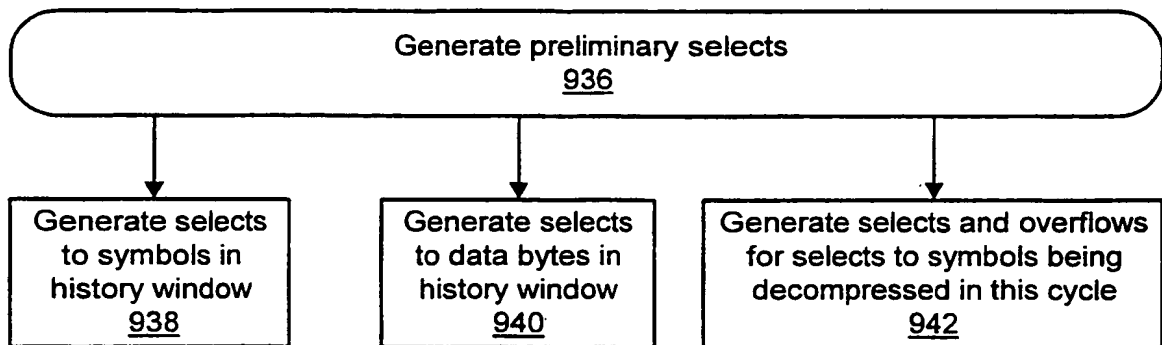 Generate preliminary selects
936
Generate selects
to symbols in
history window
938
Generate selects
to data bytes in
history window
940
Generate selects and overflows
for selects to symbols being
decompressed in this cycle
942